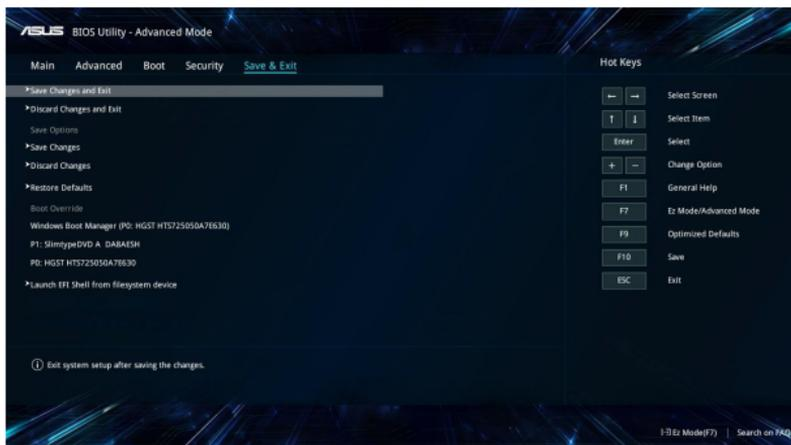 ASUS BIOS Utility - Advanced Mode
Main Advanced Boot Security Save & Exit
Hot Keys
Save Changes and Exit
Discard Changes and Exit
Save Options
Save Changes
Discard Changes
Restore Defaults
Boot Override
Windows Boot Manager (P0: HGST HTS725050A7E630)
P1: SlimtypeDVD A DA8AESH
P0: HGST HTS725050A7E630
Launch EFI Shell from filesystem device
← → Select Screen
↑ ↓ Select Item
Enter Select
+ − Change Option
F1 General Help
F7 Ez Mode/Advanced Mode
F9 Optimized Defaults
F10 Save
ESC Exit
Exit system setup after saving the changes.
Ez Mode(F7) | Search on FAQ